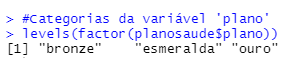 > #Categorias da variável 'plano'
> levels(factor(planosaude$plano))
[1] "bronze"    "esmeralda" "ouro"